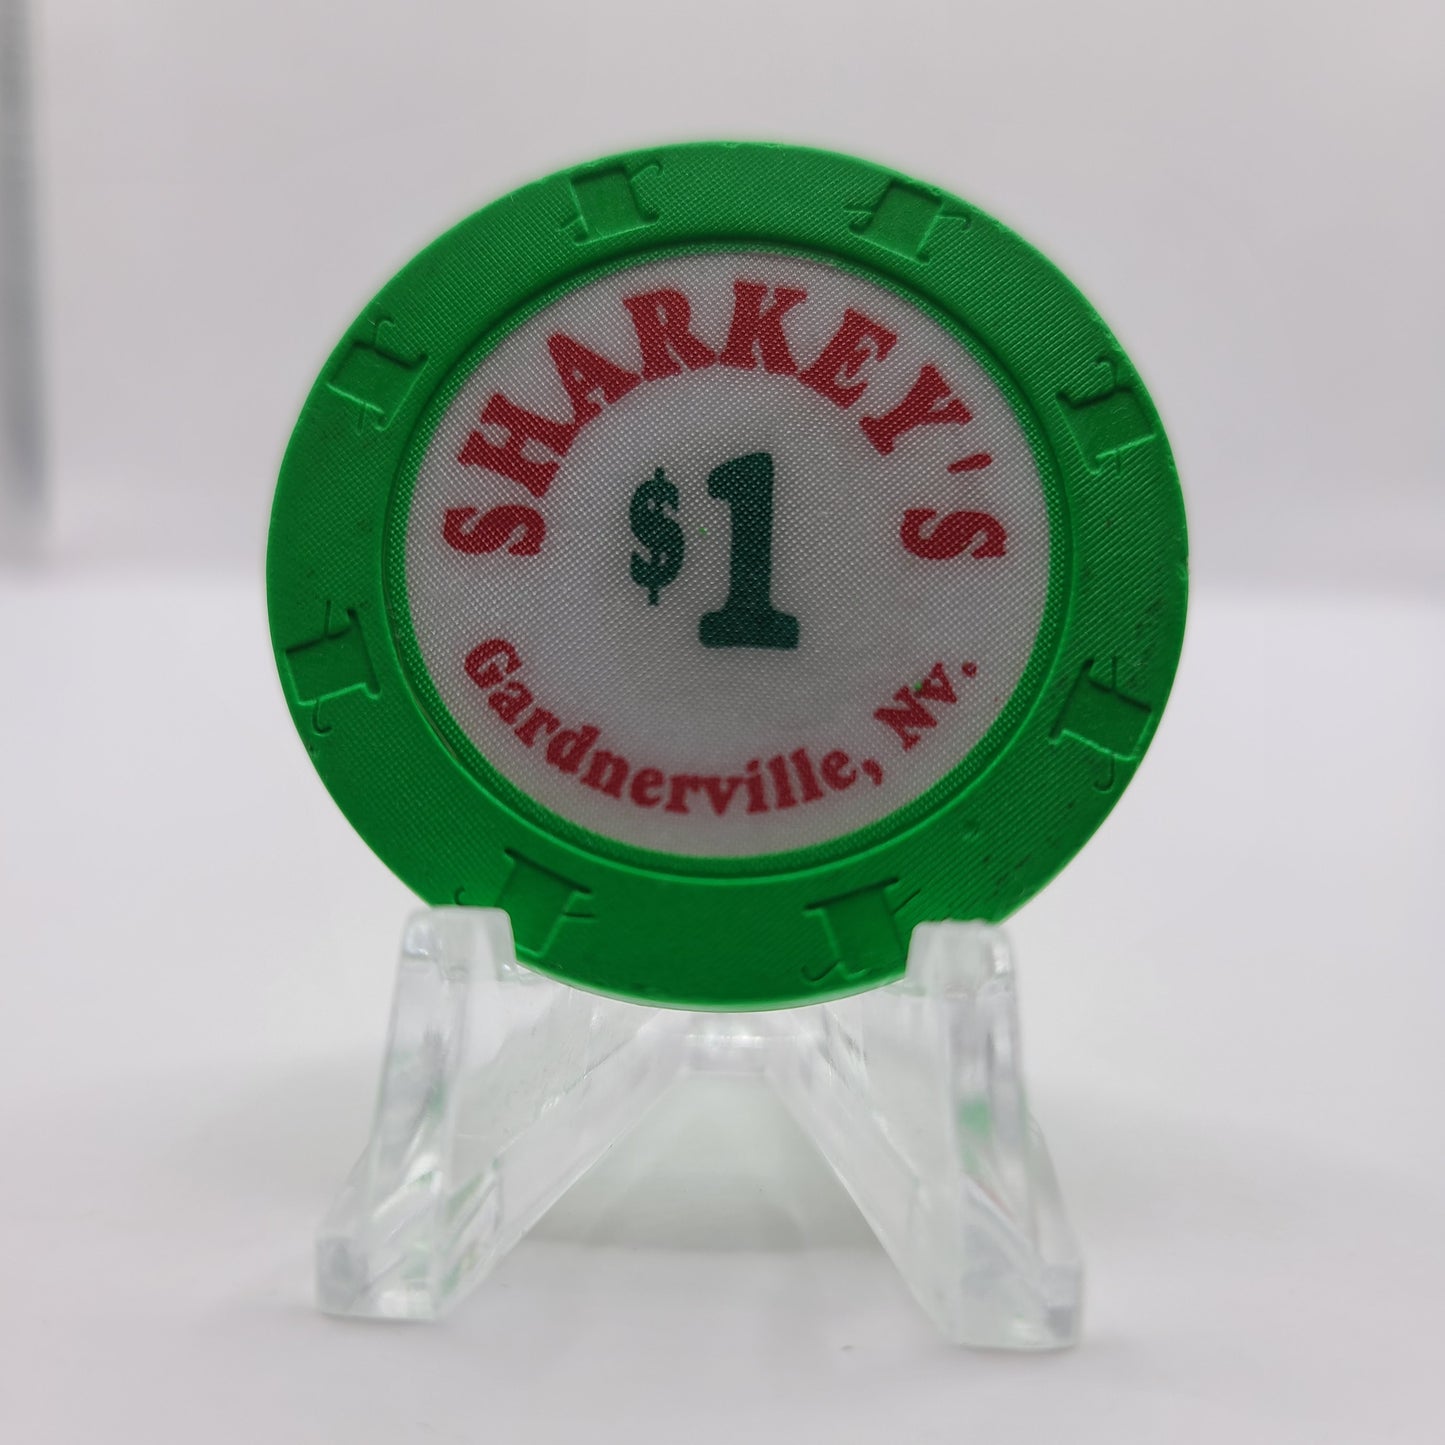 SHARKEY'S
$1
Gardnerville, Nv.